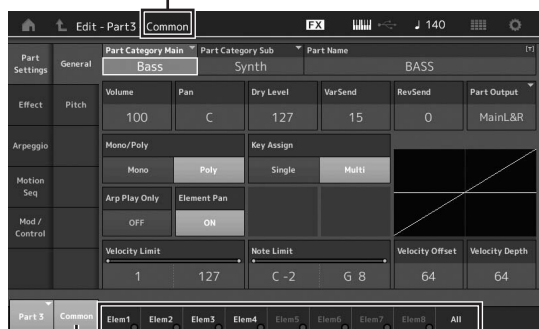 Edit - Part3 Common FX 140
Part Settings General Part Category Main Part Category Sub Part Name
Bass Synth BASS
Effect Pitch Volume Pan Dry Level VarSend RevSend Part Output
100 C 127 15 0 MainL&R
Arpeggio Mono/Poly Key Assign
Mono Poly Single Multi
Motion Seq
Arp Play Only Element Pan
OFF ON
Mod / Control
Velocity Limit Note Limit Velocity Offset Velocity Depth
1 127 C -2 G 8 64 64
Part 3 Common Elem1 Elem2 Elem3 Elem4 Elem5 Elem6 Elem7 Elem8 All